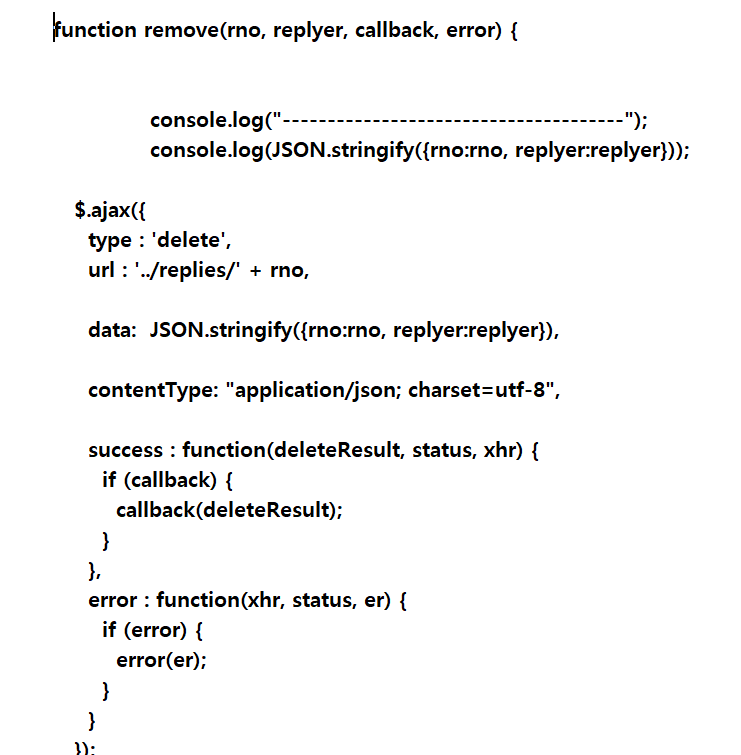 function remove(rno, replyer, callback, error) {
console.log("--------------------------------------");
console.log(JSON.stringify({rno:rno, replyer:replyer}));
$.ajax({
type : 'delete',
url : '../replies/' + rno,
data:  JSON.stringify({rno:rno, replyer:replyer}),
contentType: "application/json; charset=utf-8",
success : function(deleteResult, status, xhr) {
if (callback) {
callback(deleteResult);
}
},
error : function(xhr, status, er) {
if (error) {
error(er);
}
}
});